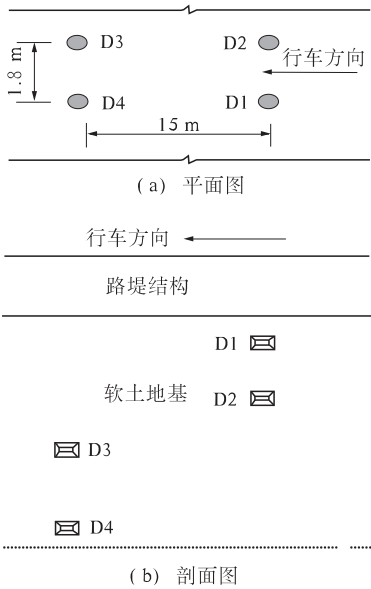 D3
D2
行车方向
1.8 m
D4
D1
15 m
(a) 平面图
行车方向
路堤结构
D1
软土地基
D2
D3
D4
(b) 剖面图